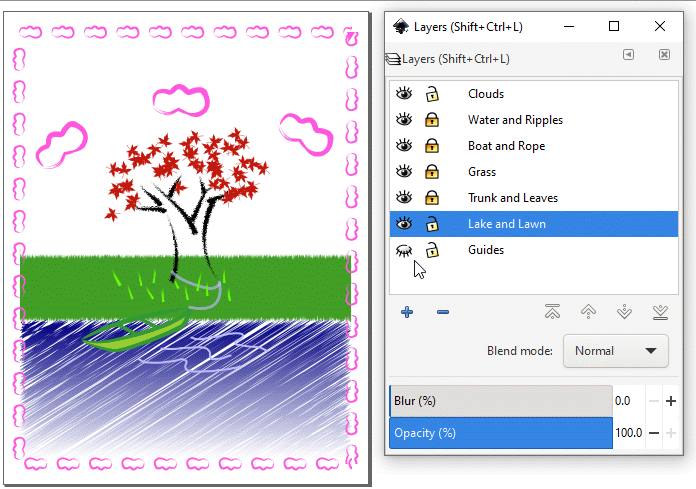 Layers (Shift+Ctrl+L)
Layers (Shift+Ctrl+L)
Clouds
Water and Ripples
Boat and Rope
Grass
Trunk and Leaves
Lake and Lawn
Guides
Blend mode: Normal
Blur (%) 0.0
Opacity (%) 100.0